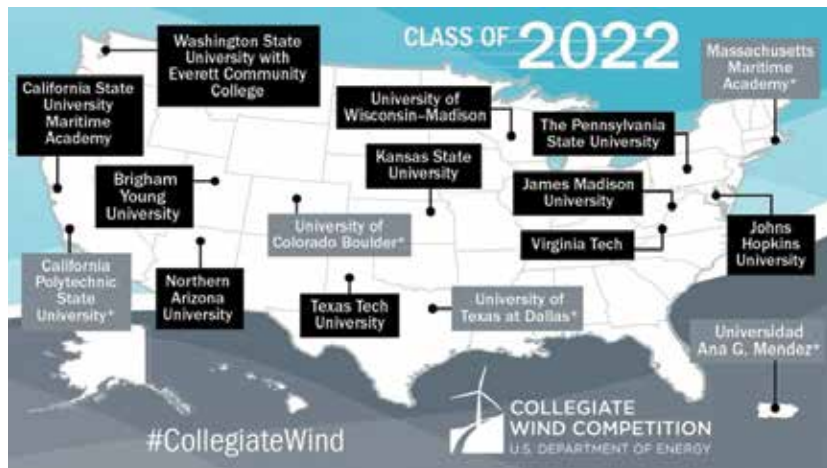 CLASS OF 2022
Washington State
University with
Everett Community
College
Massachusetts
Maritime
Academy*
California State
University
Maritime
Academy
University of
Wisconsin–Madison
The Pennsylvania
State University
Kansas State
University
Brigham
Young
University
James Madison
University
University of
Colorado Boulder*
Virginia Tech
Johns
Hopkins
University
California
Polytechnic
State
University*
Northern
Arizona
University
Texas Tech
University
University of
Texas at Dallas*
Universidad
Ana G. Mendez*
#CollegiateWind
COLLEGIATE
WIND COMPETITION
U.S. DEPARTMENT OF ENERGY